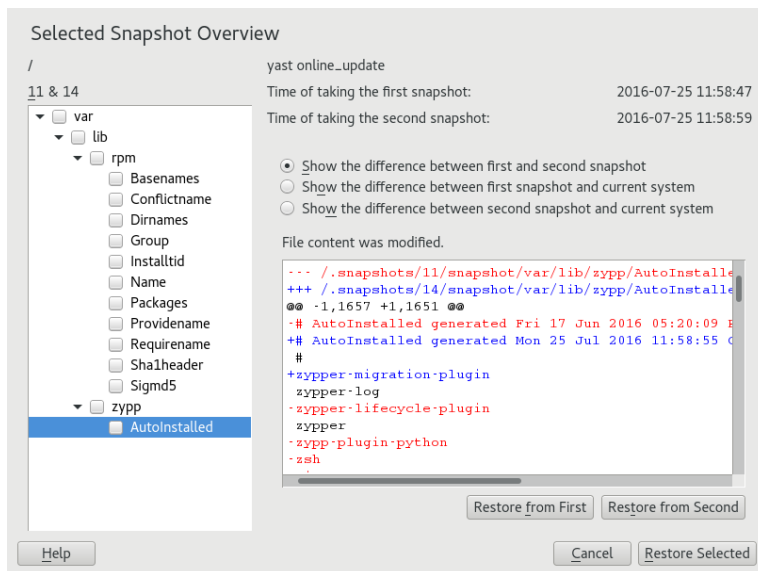 Selected Snapshot Overview
/
yast online_update
11 & 14
Time of taking the first snapshot: 2016-07-25 11:58:47
Time of taking the second snapshot: 2016-07-25 11:58:59
var
lib
rpm
Basenames
Conflictname
Dirnames
Group
Installtid
Name
Packages
Providename
Requirename
Sha1header
Sigmd5
zypp
AutoInstalled
Show the difference between first and second snapshot
Show the difference between first snapshot and current system
Show the difference between second snapshot and current system
File content was modified.
--- /.snapshots/11/snapshot/var/lib/zypp/AutoInstalle
+++ /.snapshots/14/snapshot/var/lib/zypp/AutoInstalle
@@ -1,1657 +1,1651 @@
-# AutoInstalled generated Fri 17 Jun 2016 05:20:09
+# AutoInstalled generated Mon 25 Jul 2016 11:58:55
#
+zypper-migration-plugin
zypper-log
-zypper-lifecycle-plugin
zypper
-zypp-plugin-python
-zsh
Restore from First
Restore from Second
Help
Cancel
Restore Selected